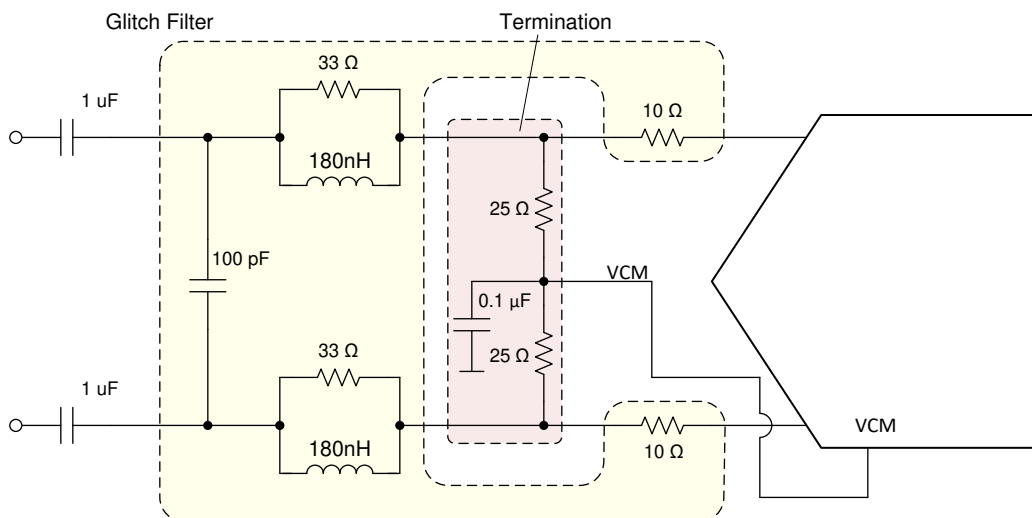 Glitch Filter
Termination
33 Ω
1 uF
10 Ω
180nH
25 Ω
100 pF
VCM
0.1 µF
33 Ω
25 Ω
1 uF
VCM
180nH
10 Ω